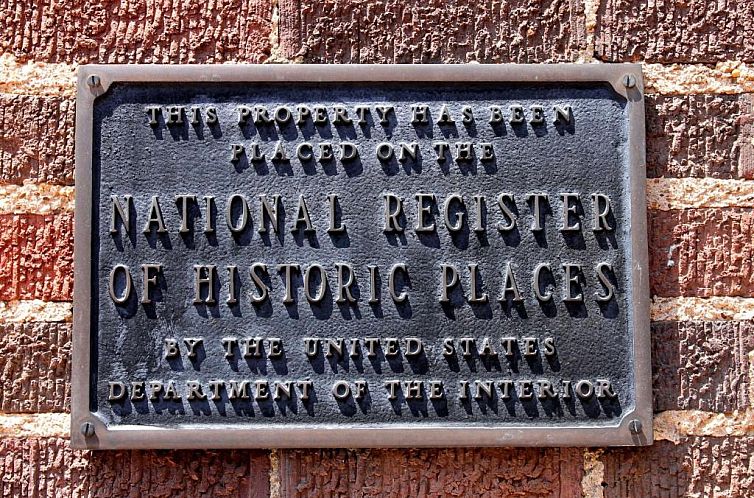 THIS PROPERTY HAS BEEN
PLACED ON THE
NATIONAL REGISTER
OF HISTORIC PLACES
BY THE UNITED STATES
DEPARTMENT OF THE INTERIOR